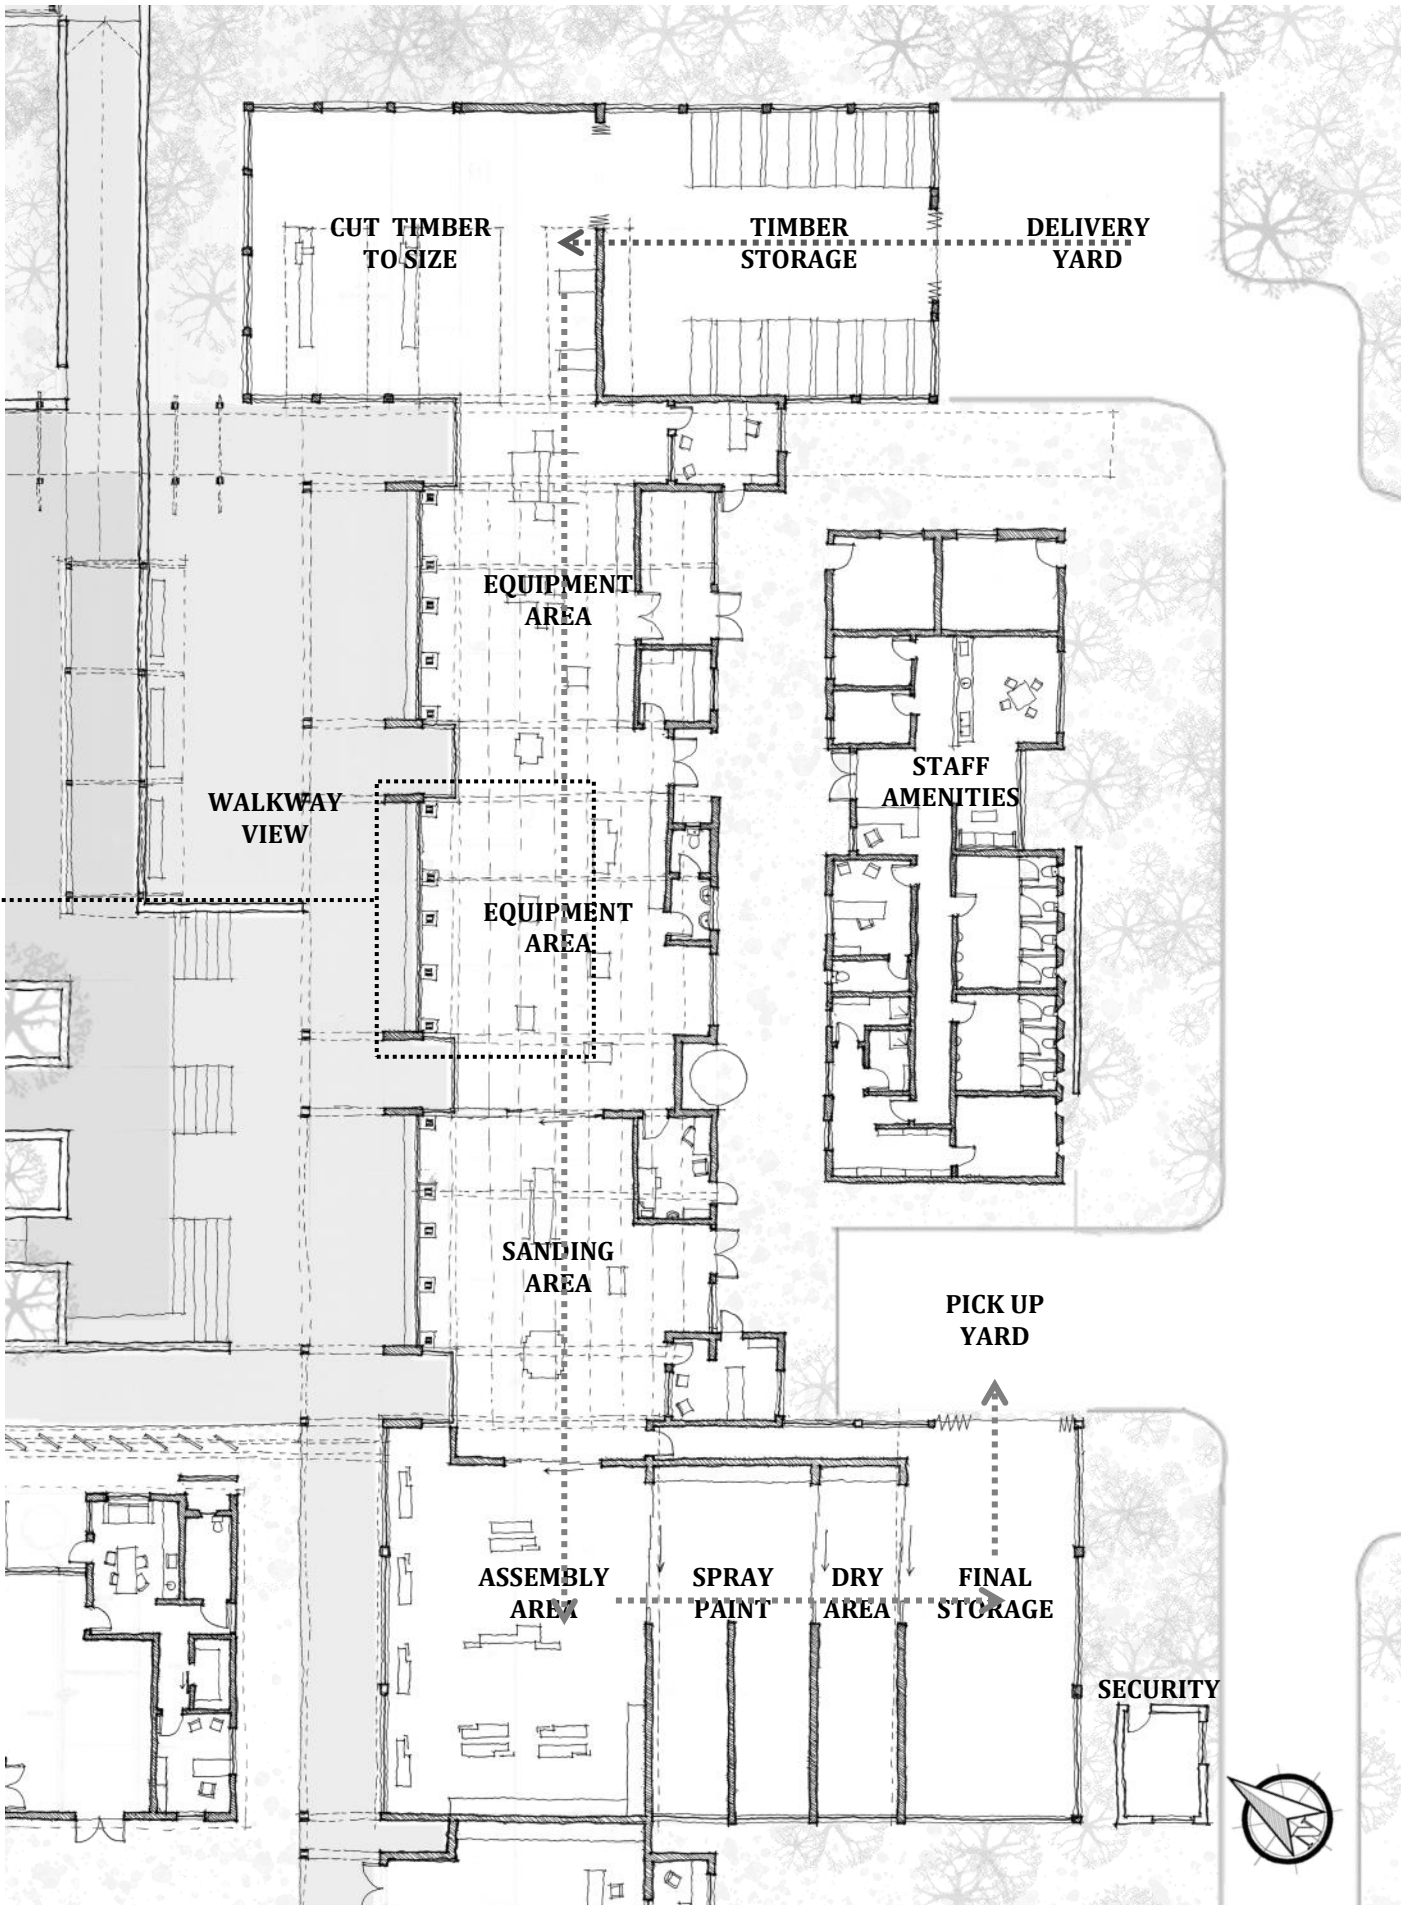 CUT TIMBER
TO SIZE
TIMBER
STORAGE
DELIVERY
YARD
EQUIPMENT
AREA
STAFF
AMENITIES
WALKWAY
VIEW
EQUIPMENT
AREA
SANDING
AREA
PICK UP
YARD
ASSEMBLY
AREA
SPRAY
PAINT
DRY
AREA
FINAL
STORAGE
SECURITY
N